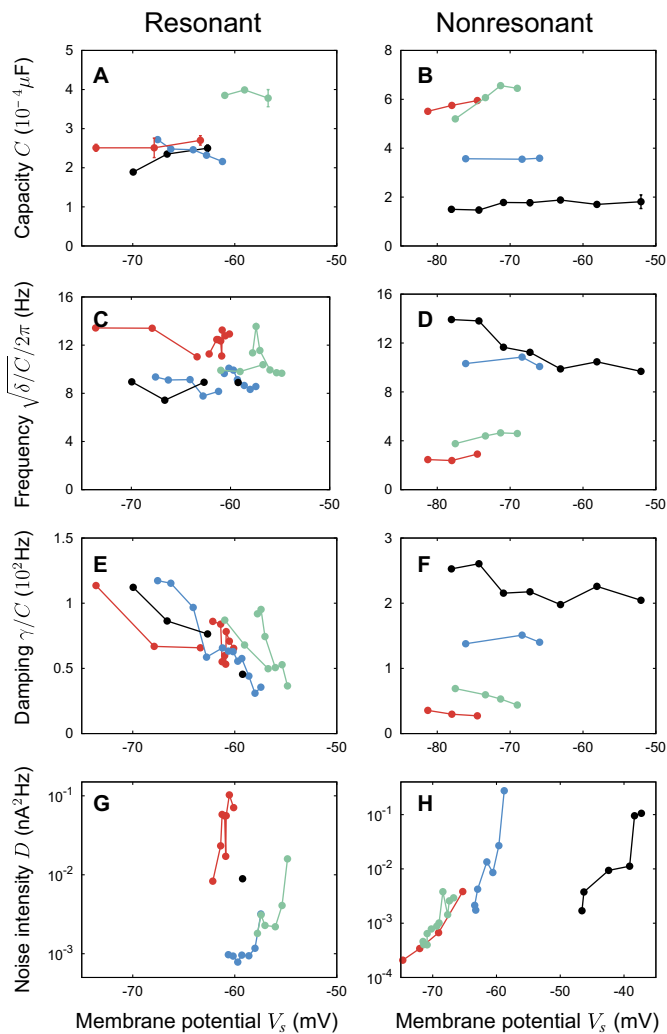 Resonant Nonresonant
A B
Capacity C (10⁻⁴μF)
5
4
3
2
1
0
8
6
4
2
0
-70 -60 -50
-80 -70 -60 -50
C D
Frequency √δ/C/2π (Hz)
16
12
8
4
0
16
12
8
4
0
-70 -60 -50
-80 -70 -60 -50
E F
Damping γ/C (10²Hz)
1.5
1
0.5
0
3
2
1
0
-70 -60 -50
-80 -70 -60 -50
G H
Noise intensity D (nA²Hz)
10⁻¹
10⁻²
10⁻³
10⁻¹
10⁻²
10⁻³
10⁻⁴
-70 -60 -50
-70 -60 -50 -40
Membrane potential Vₛ (mV) Membrane potential Vₛ (mV)